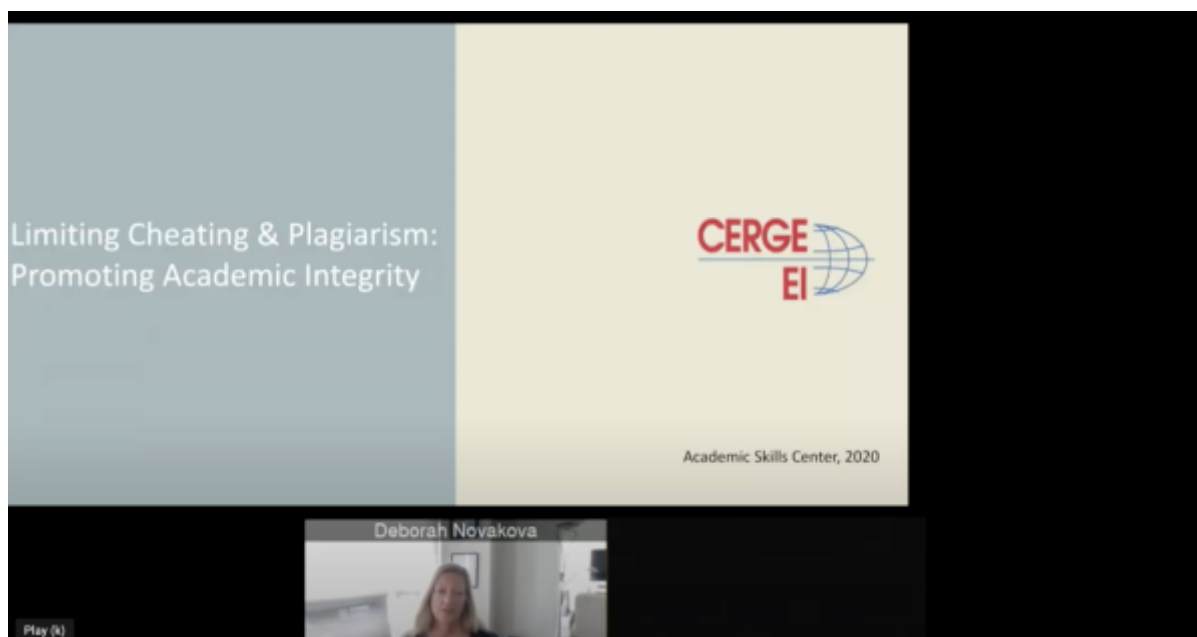 Limiting Cheating & Plagiarism:
Promoting Academic Integrity
CERGE
EI
Academic Skills Center, 2020
Deborah Novakova
Play (k)